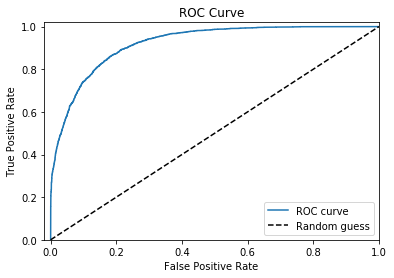 ROC Curve
True Positive Rate
1.0
0.8
0.6
0.4
0.2
0.0
0.0 0.2 0.4 0.6 0.8 1.0
False Positive Rate
ROC curve
Random guess